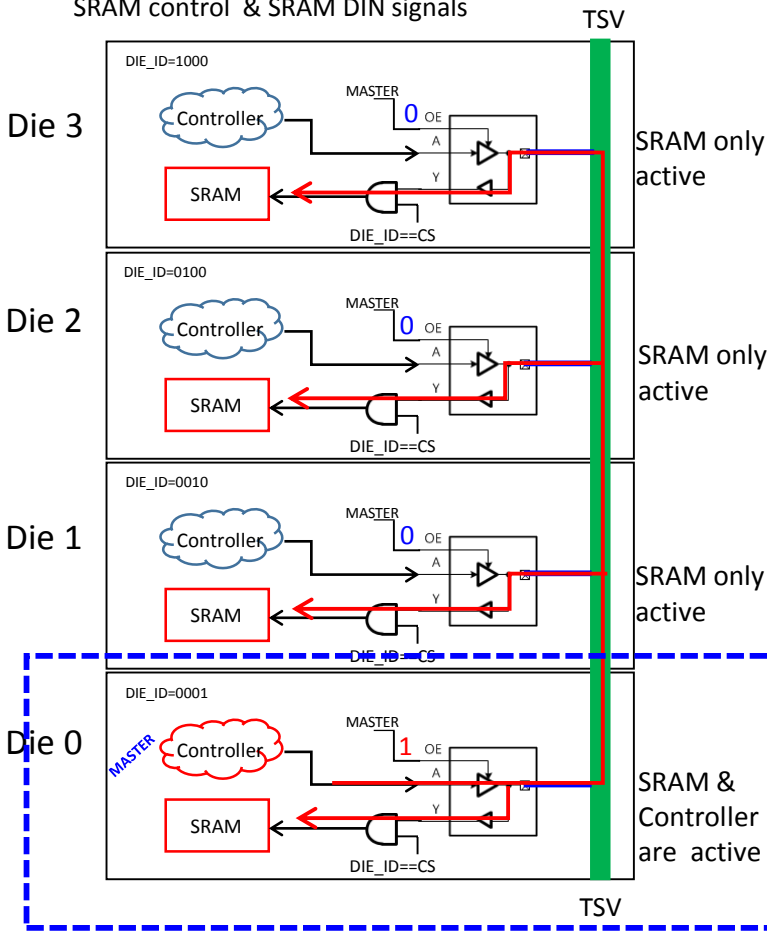 SRAM control & SRAM DIN signals
TSV
DIE_ID=1000
Die 3
Controller
MASTER
0 OE
A
Y
SRAM
DIE_ID==CS
SRAM only
active
DIE_ID=0100
Die 2
Controller
MASTER
0 OE
A
Y
SRAM
DIE_ID==CS
SRAM only
active
DIE_ID=0010
Die 1
Controller
MASTER
0 OE
A
Y
SRAM
DIE_ID==CS
SRAM only
active
DIE_ID=0001
Die 0
MASTER
Controller
MASTER
1 OE
A
Y
SRAM
DIE_ID==CS
SRAM &
Controller
are active
TSV